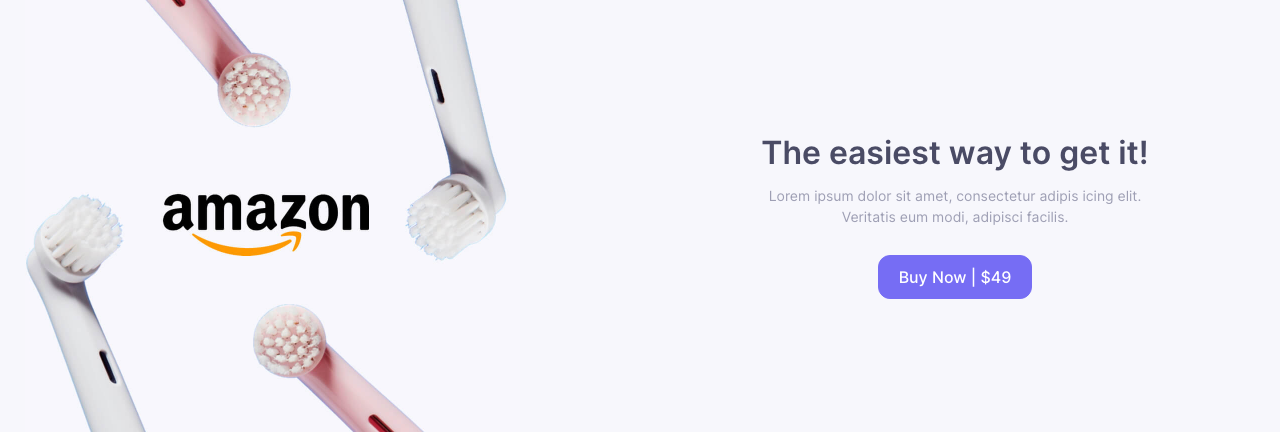 amazon
The easiest way to get it!
Lorem ipsum dolor sit amet, consectetur adipis icing elit.
Veritatis eum modi, adipisci facilis.
Buy Now | $49